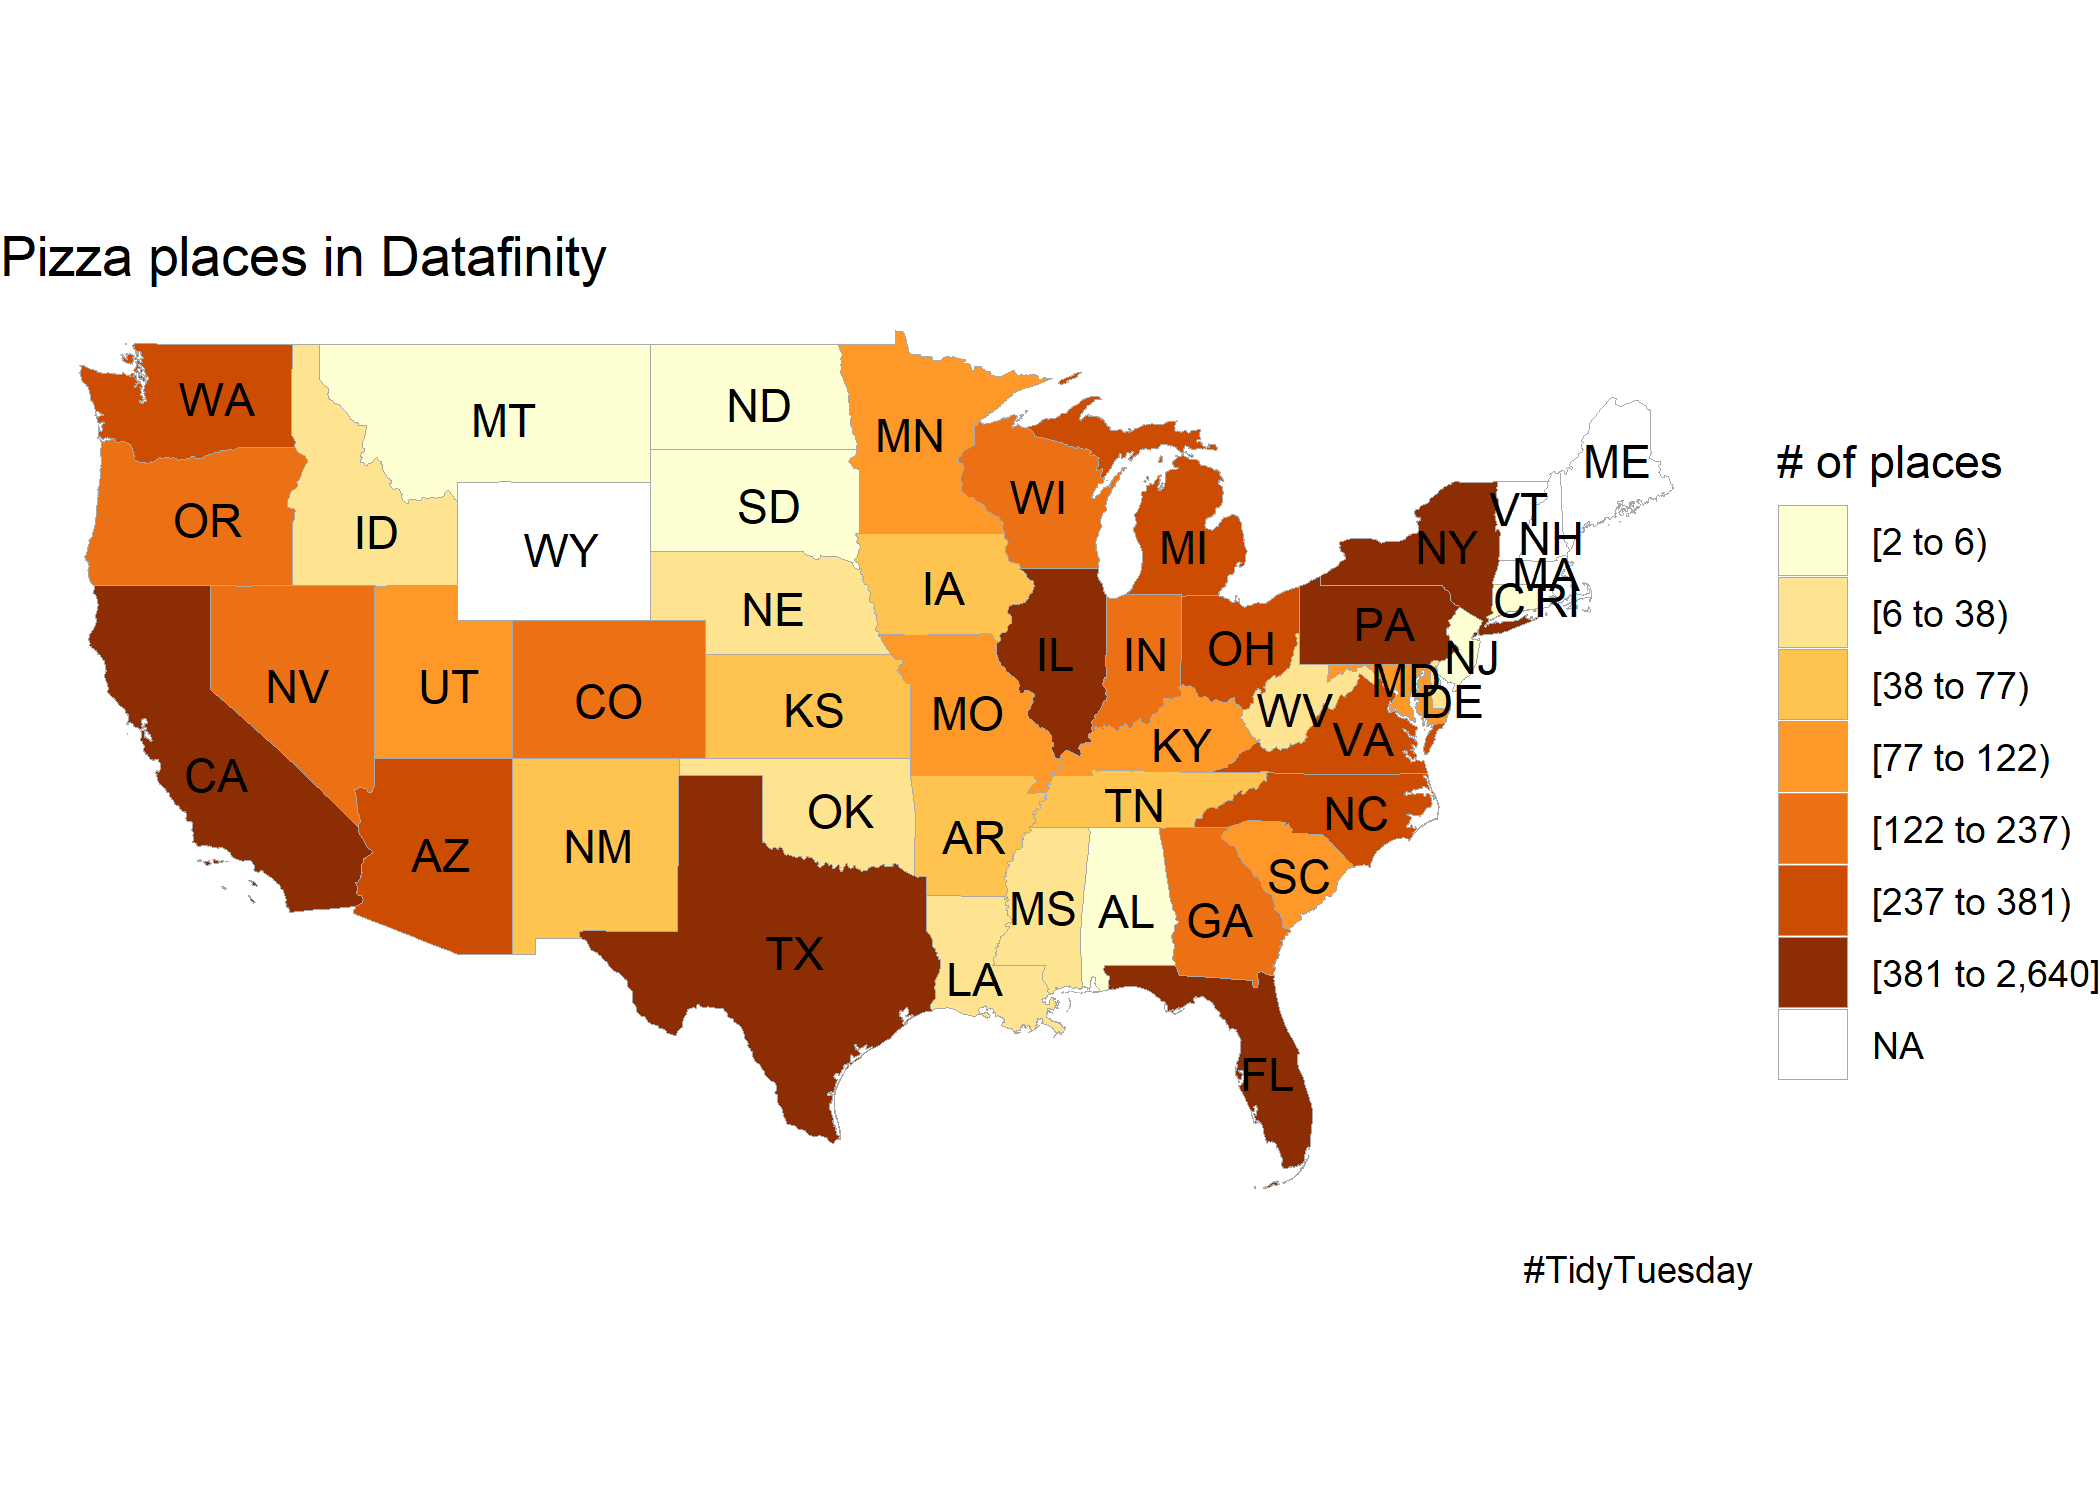 Pizza places in Datafinity
WA
MT
ND
MN
OR
ID
WY
SD
WI
MI
NY
VT
NH
ME
MA
CT
RI
NE
IA
PA
NJ
NV
UT
CO
KS
MO
IL
IN
OH
MD
DE
WV
VA
KY
CA
AZ
NM
OK
AR
TN
NC
SC
MS
AL
GA
TX
LA
FL
# of places
[2 to 6)
[6 to 38)
[38 to 77)
[77 to 122)
[122 to 237)
[237 to 381)
[381 to 2,640]
NA
#TidyTuesday